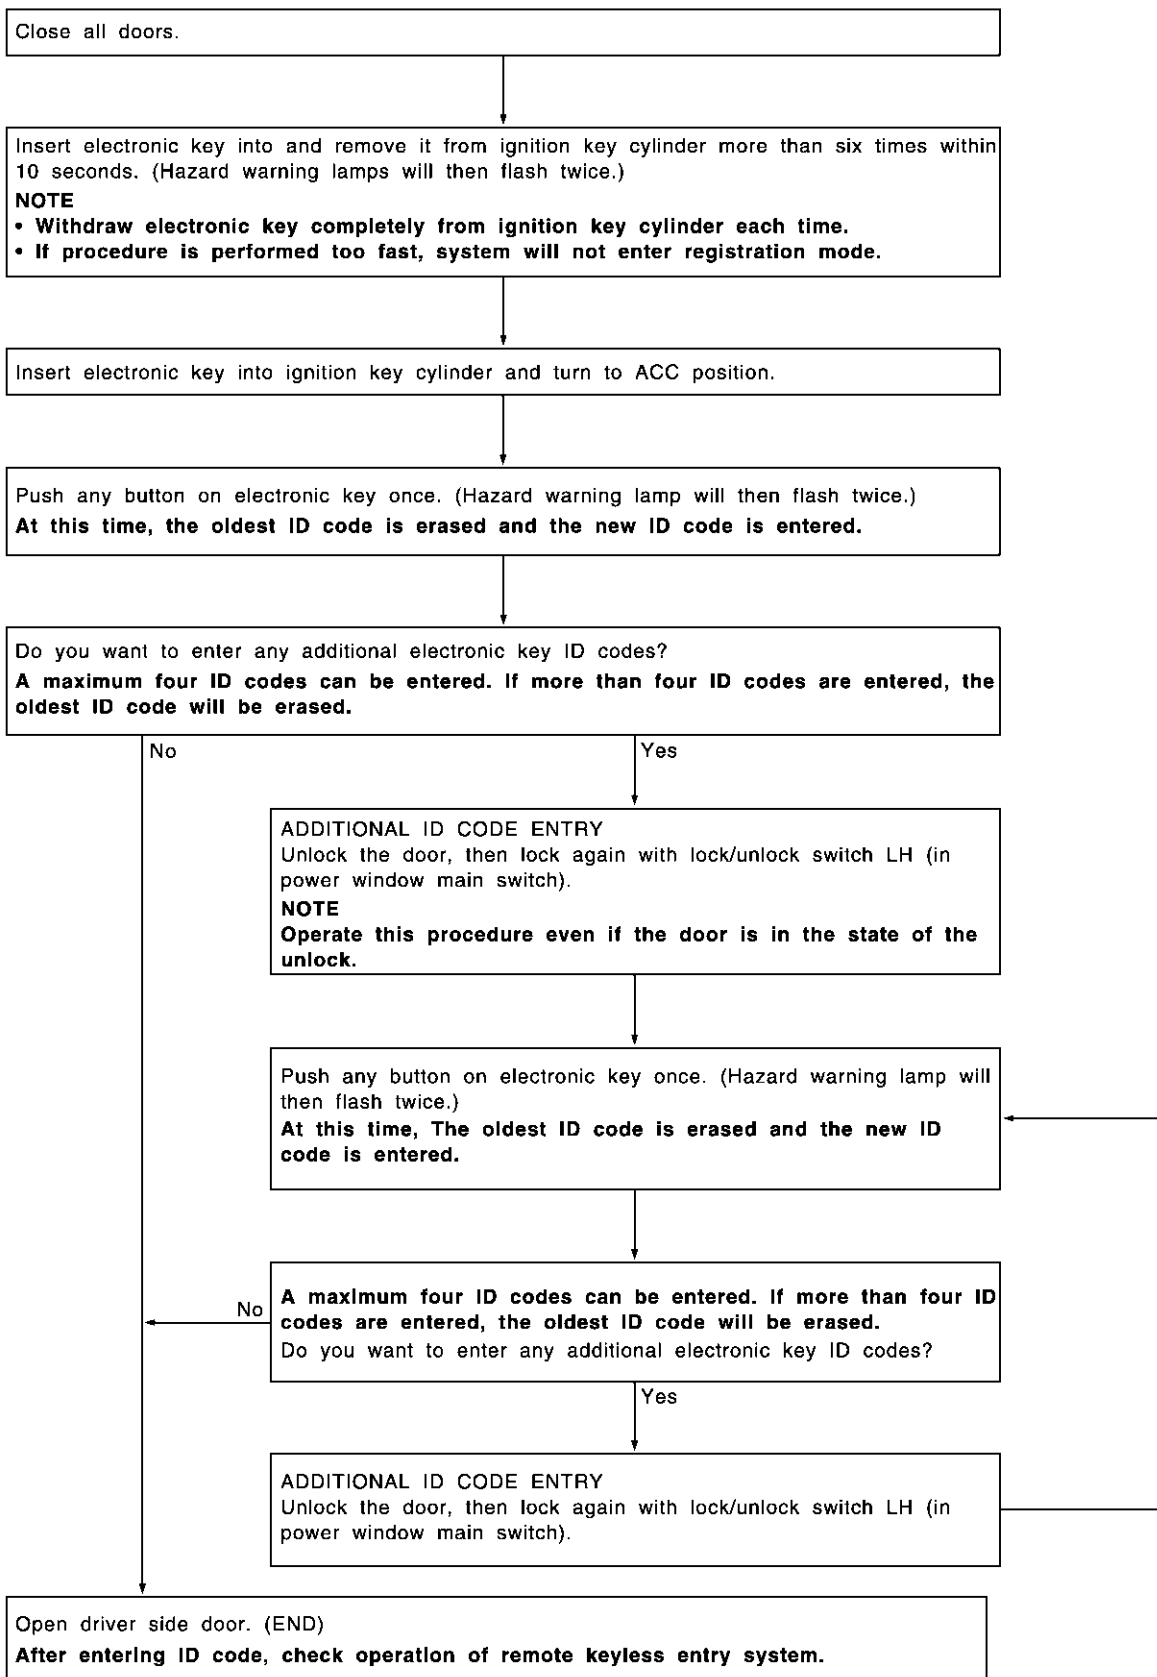 Close all doors.
Insert electronic key into and remove it from ignition key cylinder more than six times within
10 seconds. (Hazard warning lamps will then flash twice.)
NOTE
• Withdraw electronic key completely from ignition key cylinder each time.
• If procedure is performed too fast, system will not enter registration mode.
Insert electronic key into ignition key cylinder and turn to ACC position.
Push any button on electronic key once. (Hazard warning lamp will then flash twice.)
At this time, the oldest ID code is erased and the new ID code is entered.
Do you want to enter any additional electronic key ID codes?
A maximum four ID codes can be entered. If more than four ID codes are entered, the
oldest ID code will be erased.
No
Yes
ADDITIONAL ID CODE ENTRY
Unlock the door, then lock again with lock/unlock switch LH (in
power window main switch).
NOTE
Operate this procedure even if the door is in the state of the
unlock.
Push any button on electronic key once. (Hazard warning lamp will
then flash twice.)
At this time, The oldest ID code is erased and the new ID
code is entered.
No
A maximum four ID codes can be entered. If more than four ID
codes are entered, the oldest ID code will be erased.
Do you want to enter any additional electronic key ID codes?
Yes
ADDITIONAL ID CODE ENTRY
Unlock the door, then lock again with lock/unlock switch LH (in
power window main switch).
Open driver side door. (END)
After entering ID code, check operation of remote keyless entry system.